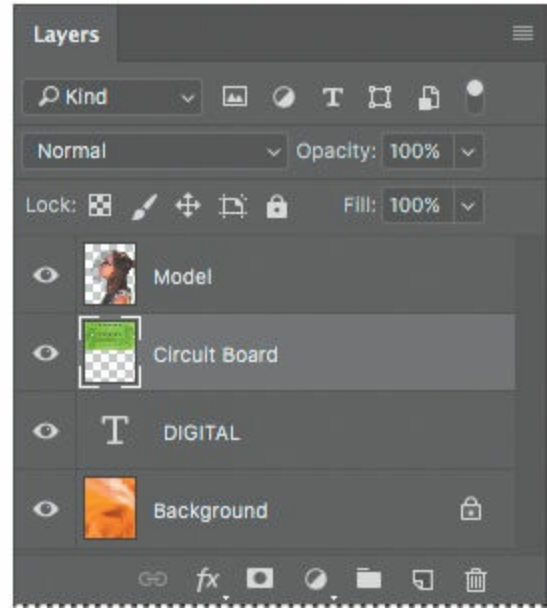 Layers
Kind
Normal Opacity: 100%
Lock: Fill: 100%
Model
Circuit Board
T DIGITAL
Background
fx